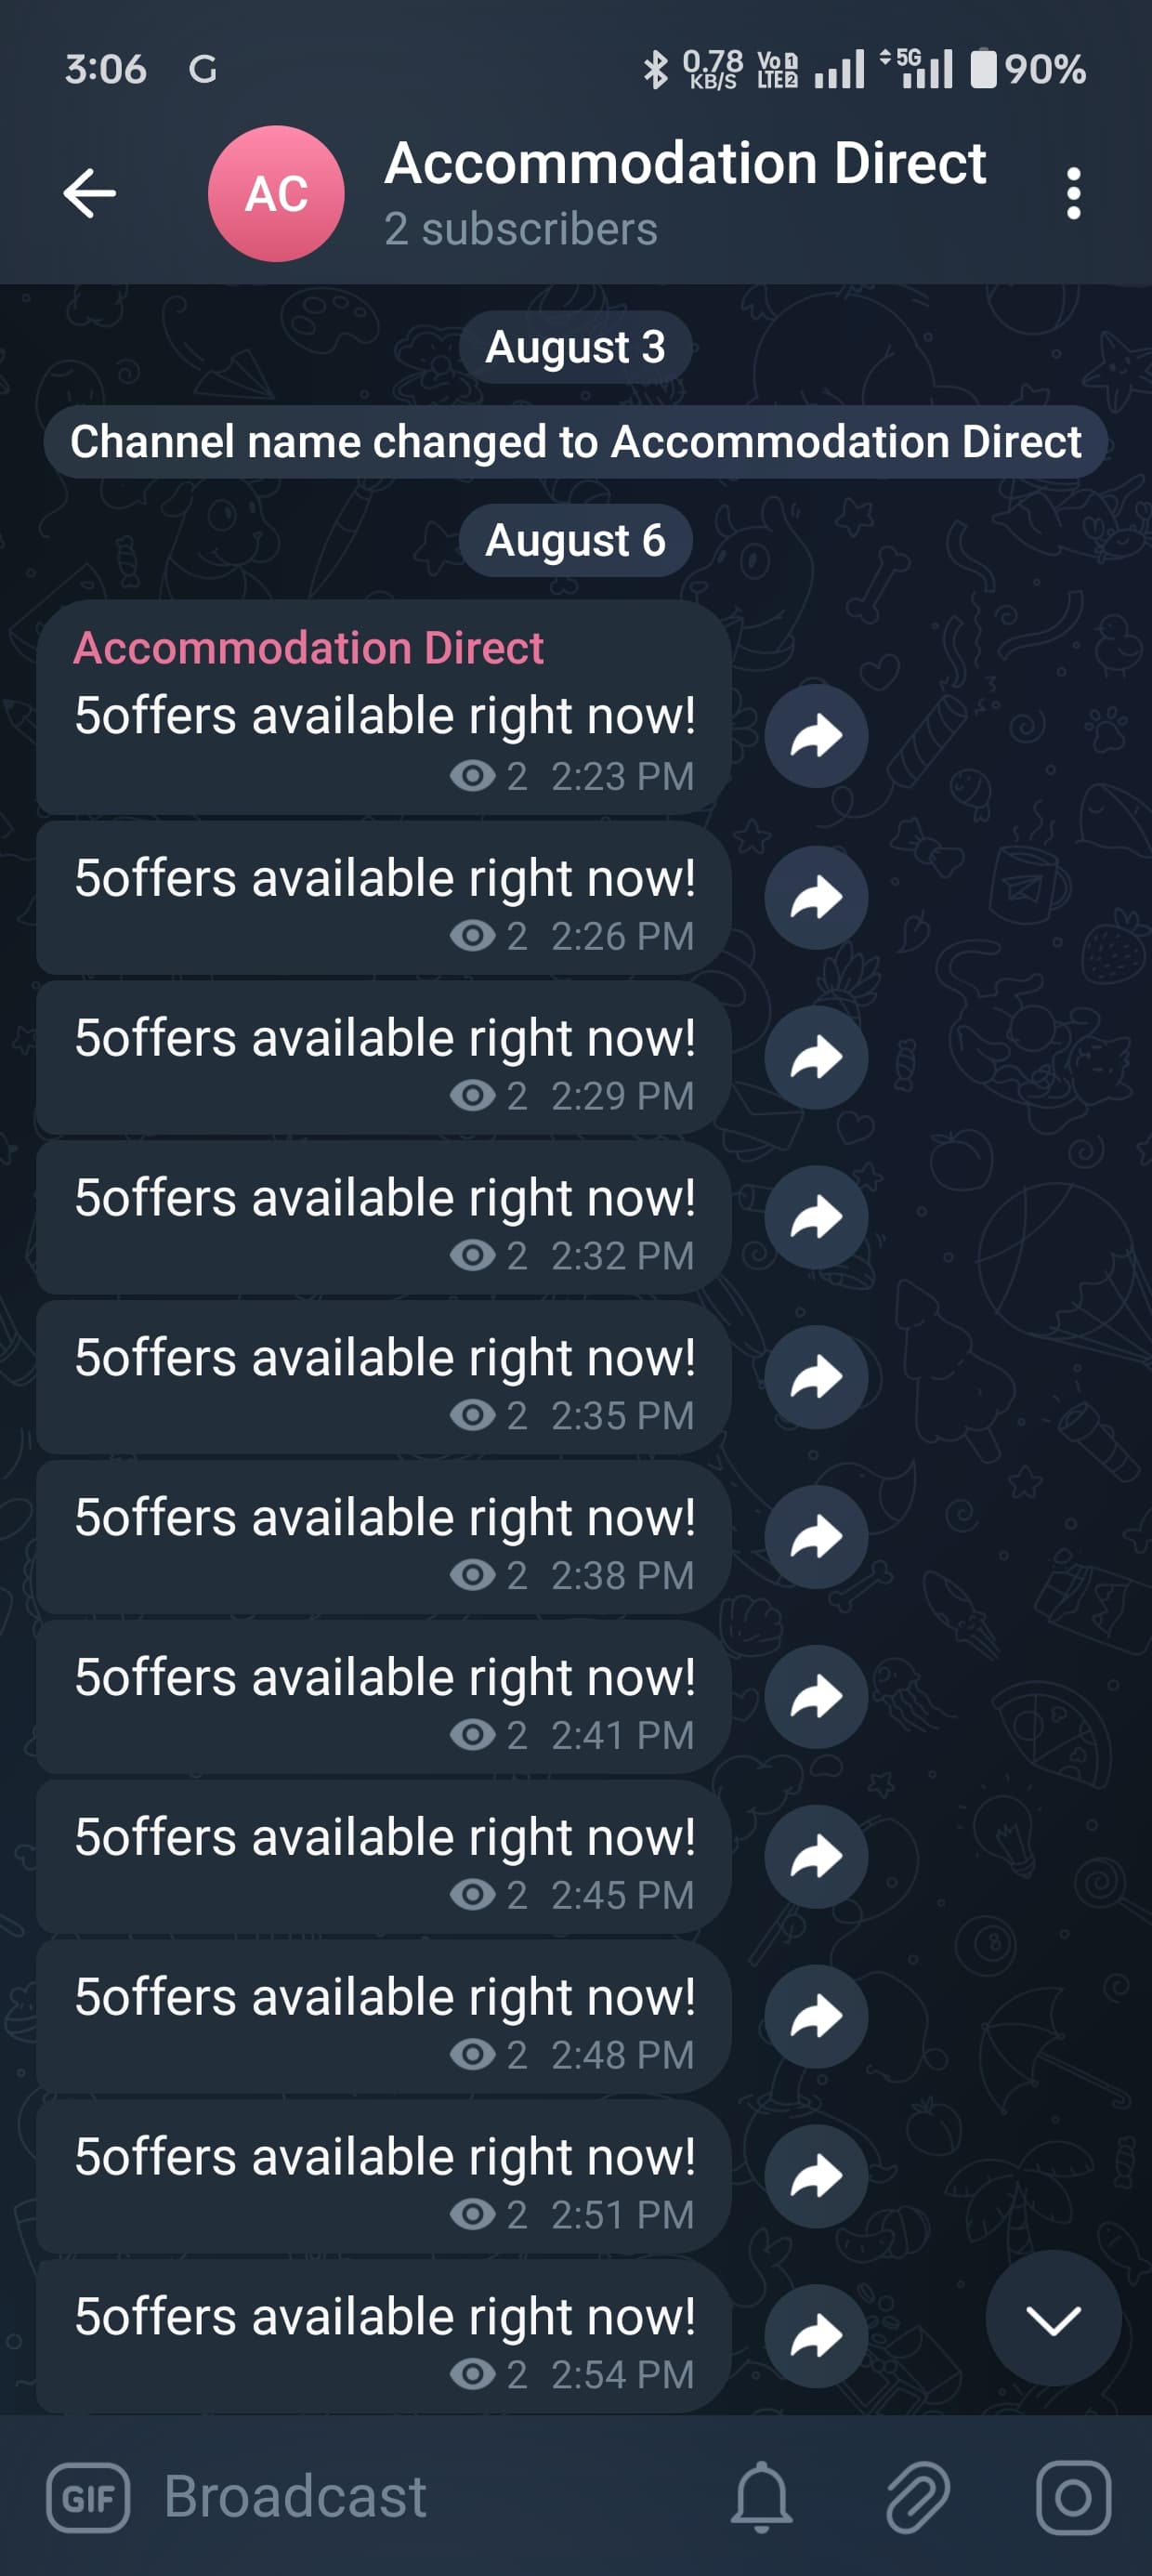 3:06 G 0.78 KB/S Vo 1 LTE 2 5G 90%
AC
Accommodation Direct
2 subscribers
August 3
Channel name changed to Accommodation Direct
August 6
Accommodation Direct
5offers available right now!
2 2:23 PM
5offers available right now!
2 2:26 PM
5offers available right now!
2 2:29 PM
5offers available right now!
2 2:32 PM
5offers available right now!
2 2:35 PM
5offers available right now!
2 2:38 PM
5offers available right now!
2 2:41 PM
5offers available right now!
2 2:45 PM
5offers available right now!
2 2:48 PM
5offers available right now!
2 2:51 PM
5offers available right now!
2 2:54 PM
GIF Broadcast